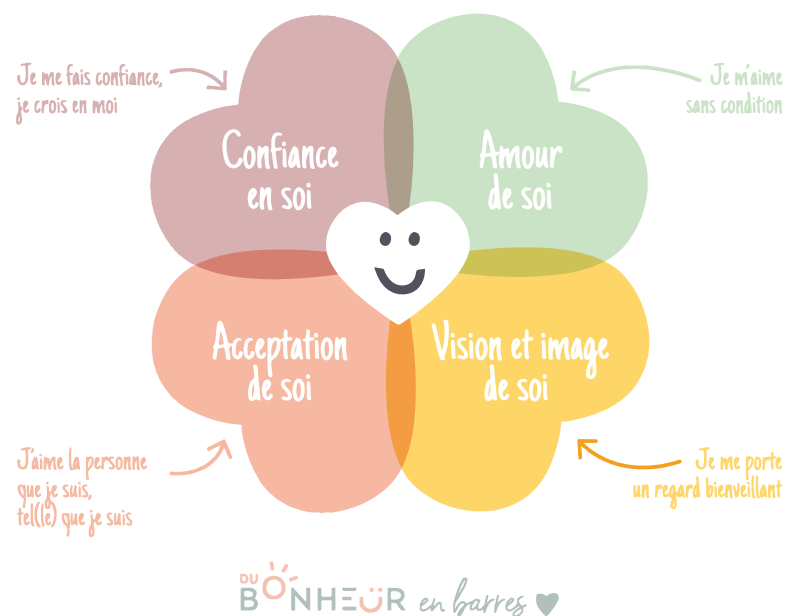 Je me fais confiance,
je crois en moi
Je m'aime
sans condition
Confiance
en soi
Amour
de soi
Acceptation
de soi
Vision et image
de soi
J'aime la personne
que je suis,
tel(le) que je suis
Je me porte
un regard bienveillant
DU
BONHEÜR en barres